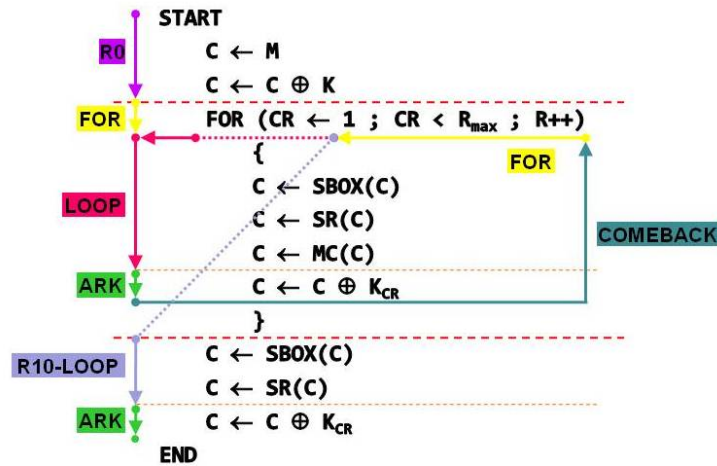 START
R0
C ← M
C ← C ⊕ K
FOR
FOR (CR ← 1 ; CR < Rmax ; R++)
{
FOR
C ← SBOX(C)
LOOP
C ← SR(C)
COMEBACK
C ← MC(C)
ARK
C ← C ⊕ KCR
}
C ← SBOX(C)
R10-LOOP
C ← SR(C)
ARK
C ← C ⊕ KCR
END